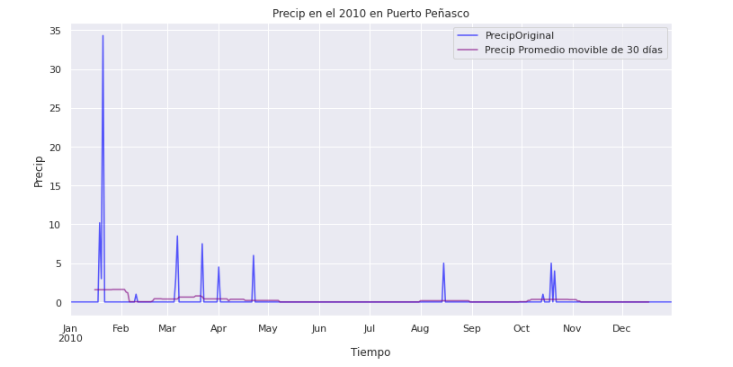 Precip en el 2010 en Puerto Peñasco
PrecipOriginal
Precip Promedio movible de 30 días
Precip
35
30
25
20
15
10
5
0
Jan Feb Mar Apr May Jun Jul Aug Sep Oct Nov Dec
2010
Tiempo